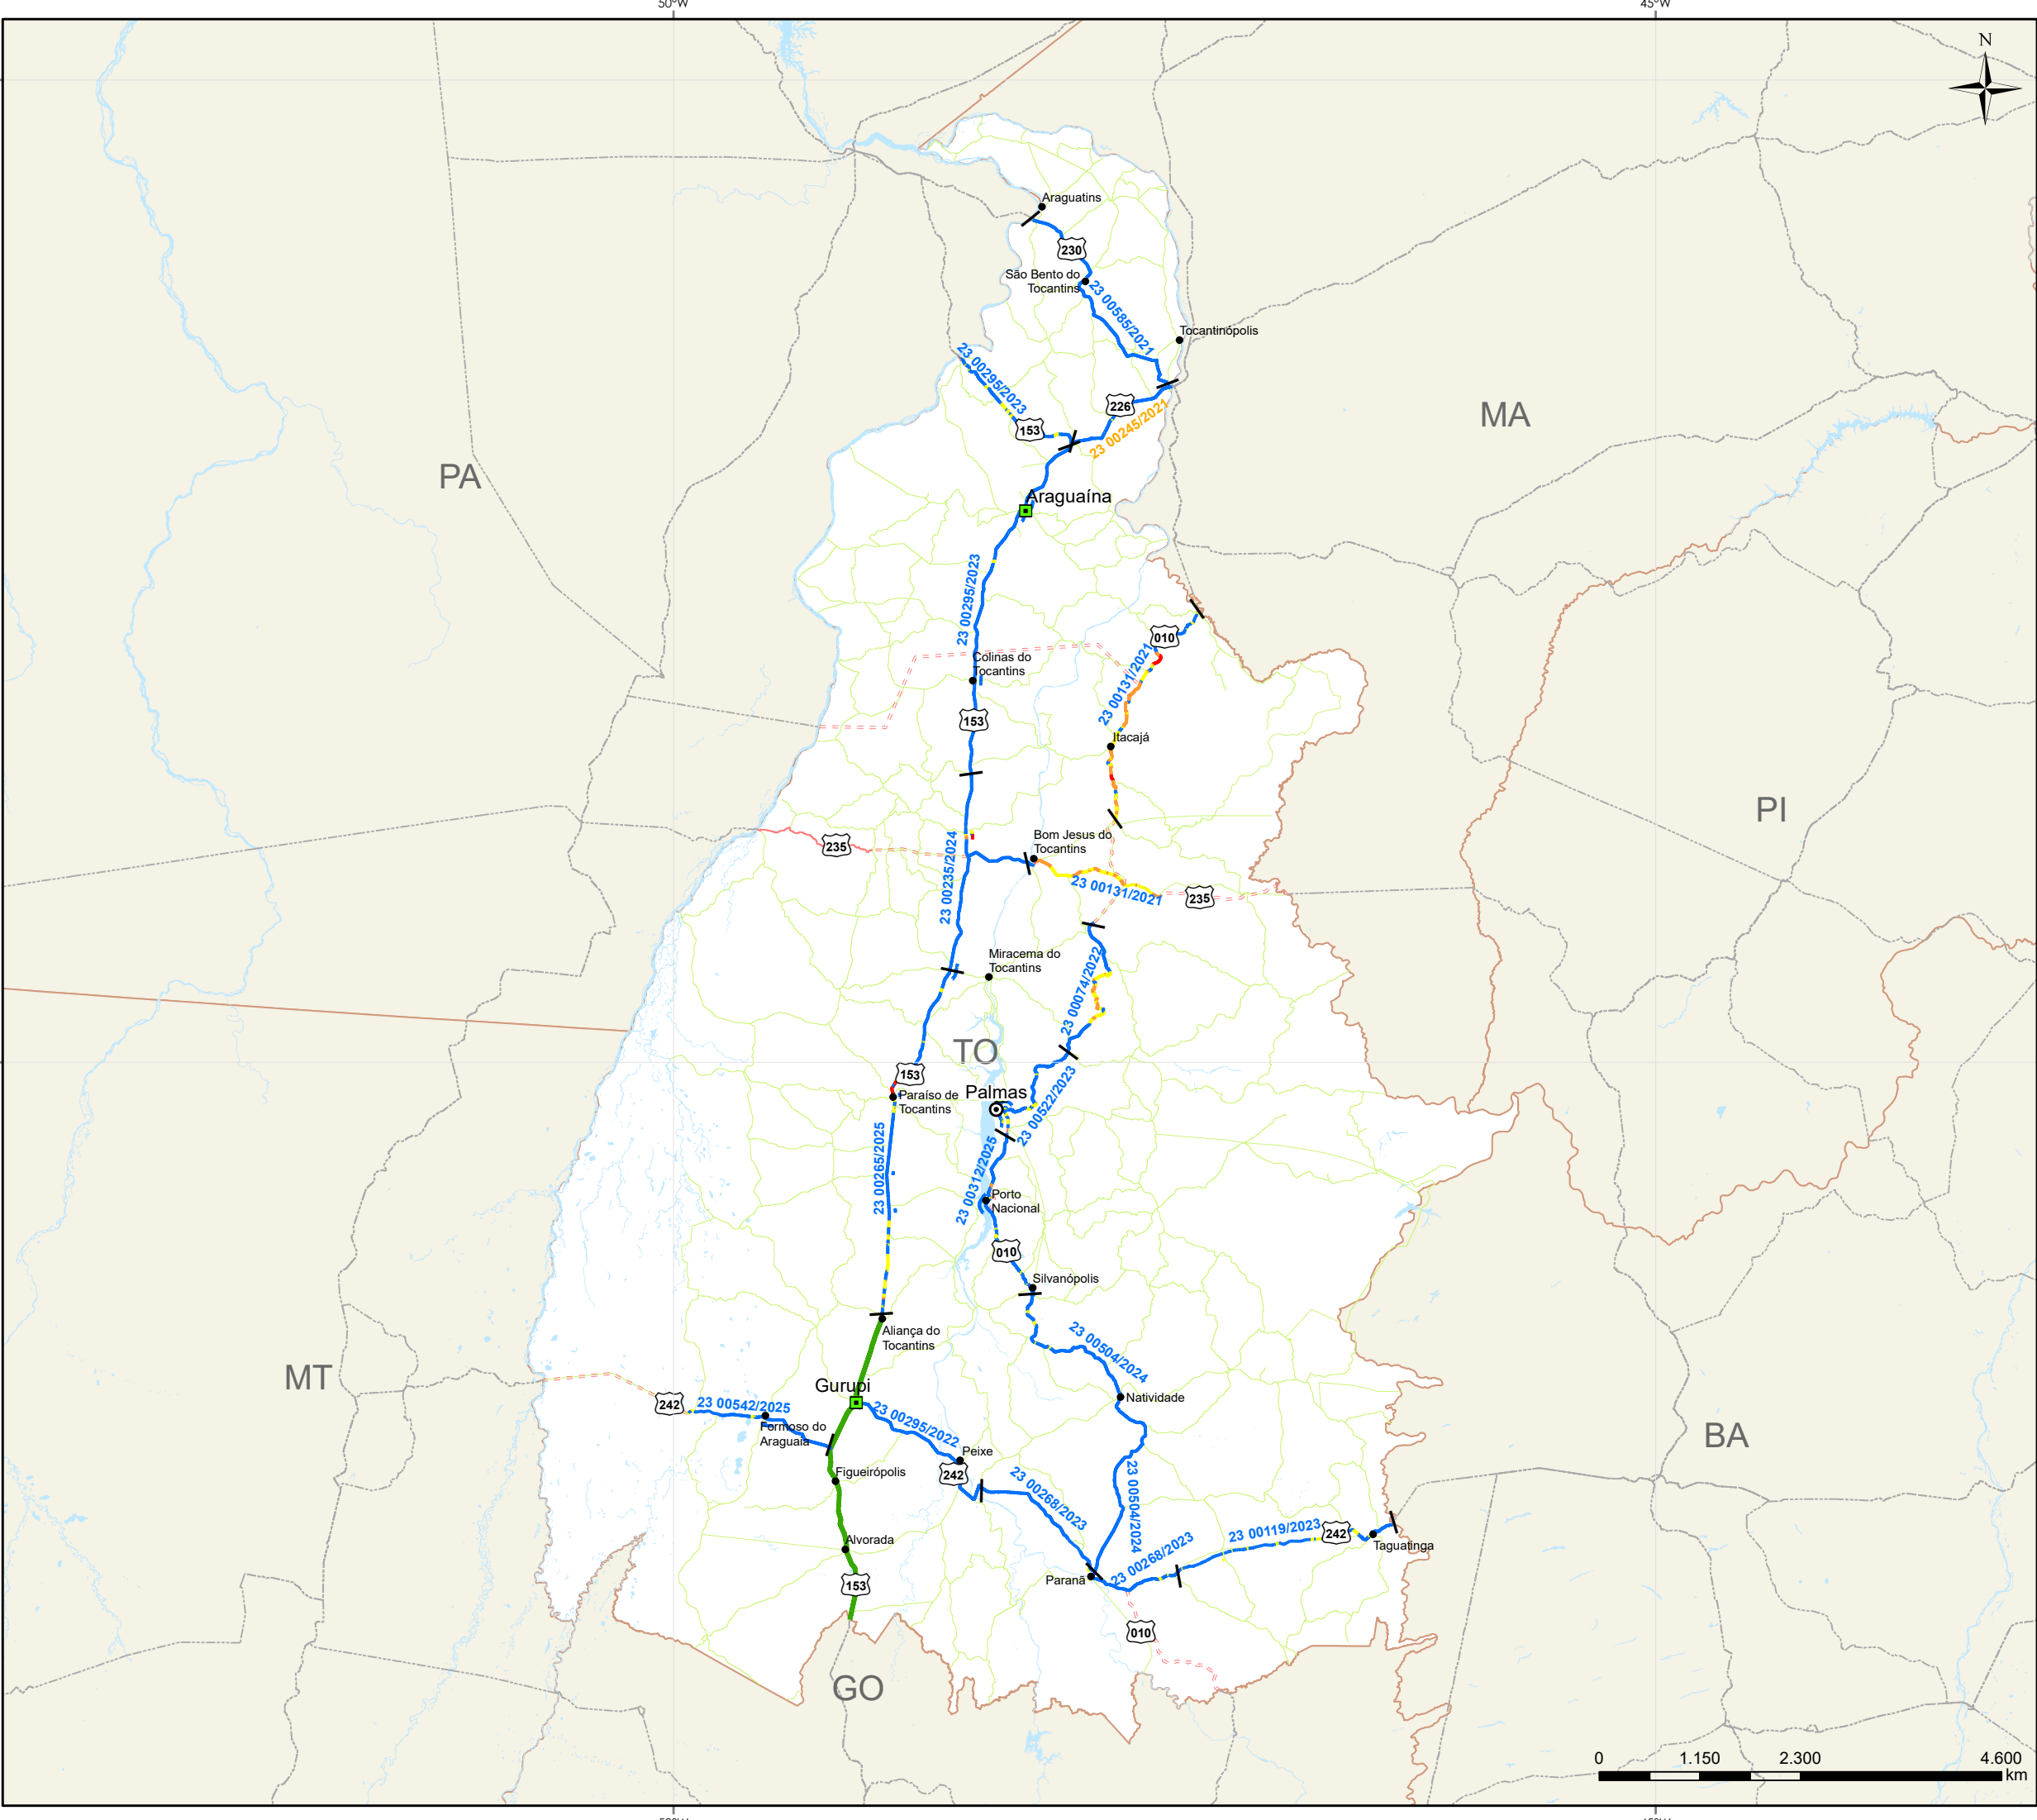 50°W
45°W
N
Araguatins
230
São Bento do
Tocantins
23 00585/2021
Tocantinópolis
23 00295/2023
226
153
23 00245/2021
MA
PA
Araguaína
23 00295/2023
010
23 00131/2021
Colinas do
Tocantins
153
Itacajá
PI
235
Bom Jesus do
Tocantins
23 00235/2024
23 00131/2021
235
Miracema do
Tocantins
23 00074/2022
TO
153
Palmas
Paraíso de
Tocantins
23 00522/2023
23 00265/2025
23 00312/2025
Porto
Nacional
010
Silvanópolis
Aliança do
Tocantins
23 00504/2024
MT
Gurupi
Natividade
242
23 00542/2025
Formoso do
Araguaia
23 00295/2022
BA
Peixe
Figueirópolis
242
23 00268/2023
23 00504/2024
23 00119/2023
242
Taguatinga
Alvorada
23 00268/2023
Paranã
153
010
GO
0 1.150 2.300 4.600
km